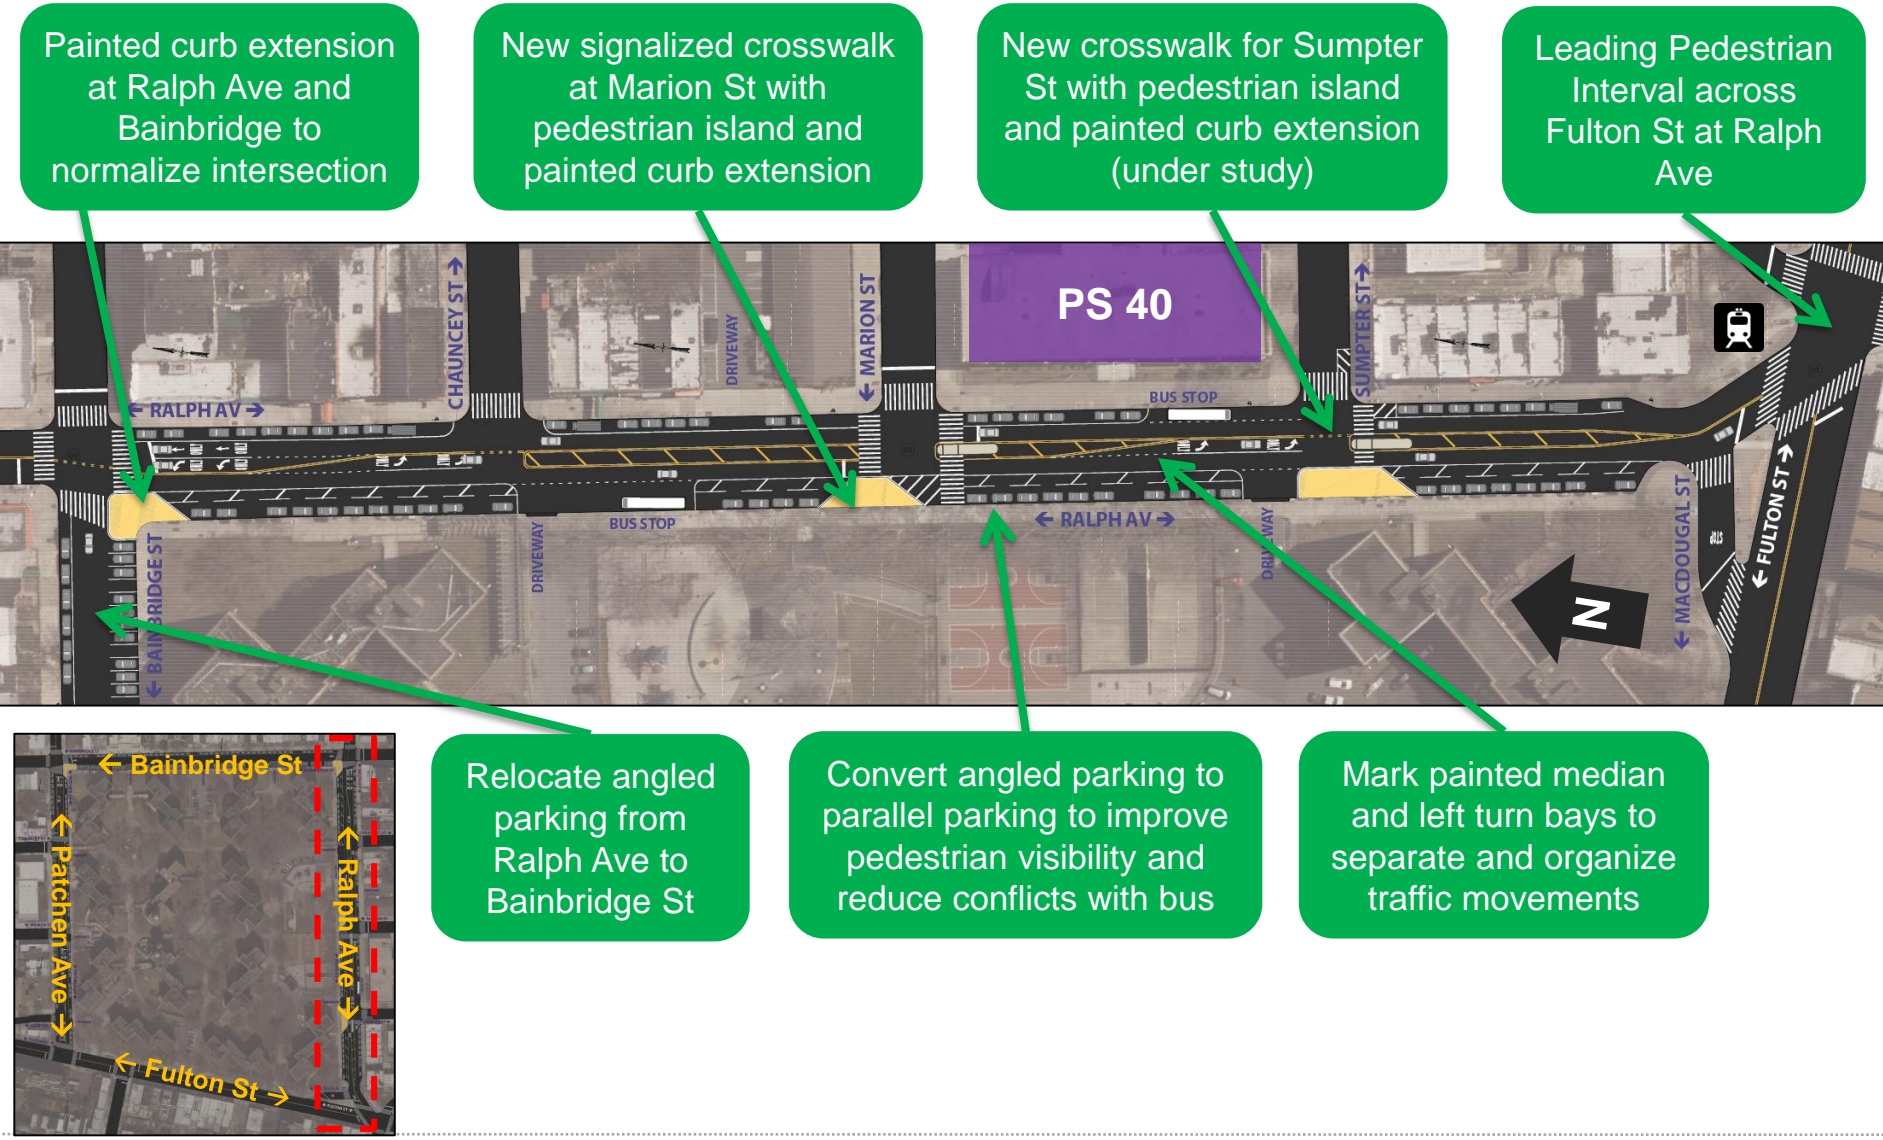 Painted curb extension
at Ralph Ave and
Bainbridge to
normalize intersection
New signalized crosswalk
at Marion St with
pedestrian island and
painted curb extension
New crosswalk for Sumpter
St with pedestrian island
and painted curb extension
(under study)
Leading Pedestrian
Interval across
Fulton St at Ralph
Ave
← RALPH AV →
CHAUNCEY ST →
DRIVEWAY
← MARION ST
PS 40
BUS STOP
SUMPTER ST →
BUS STOP
← RALPH AV →
← BAINBRIDGE ST
DRIVEWAY
DRIVEWAY
N
← MACDOUGAL ST
STOP
← FULTON ST →
Relocate angled
parking from
Ralph Ave to
Bainbridge St
Convert angled parking to
parallel parking to improve
pedestrian visibility and
reduce conflicts with bus
Mark painted median
and left turn bays to
separate and organize
traffic movements
← Bainbridge St
← Patchen Ave →
← Ralph Ave →
← Fulton St →